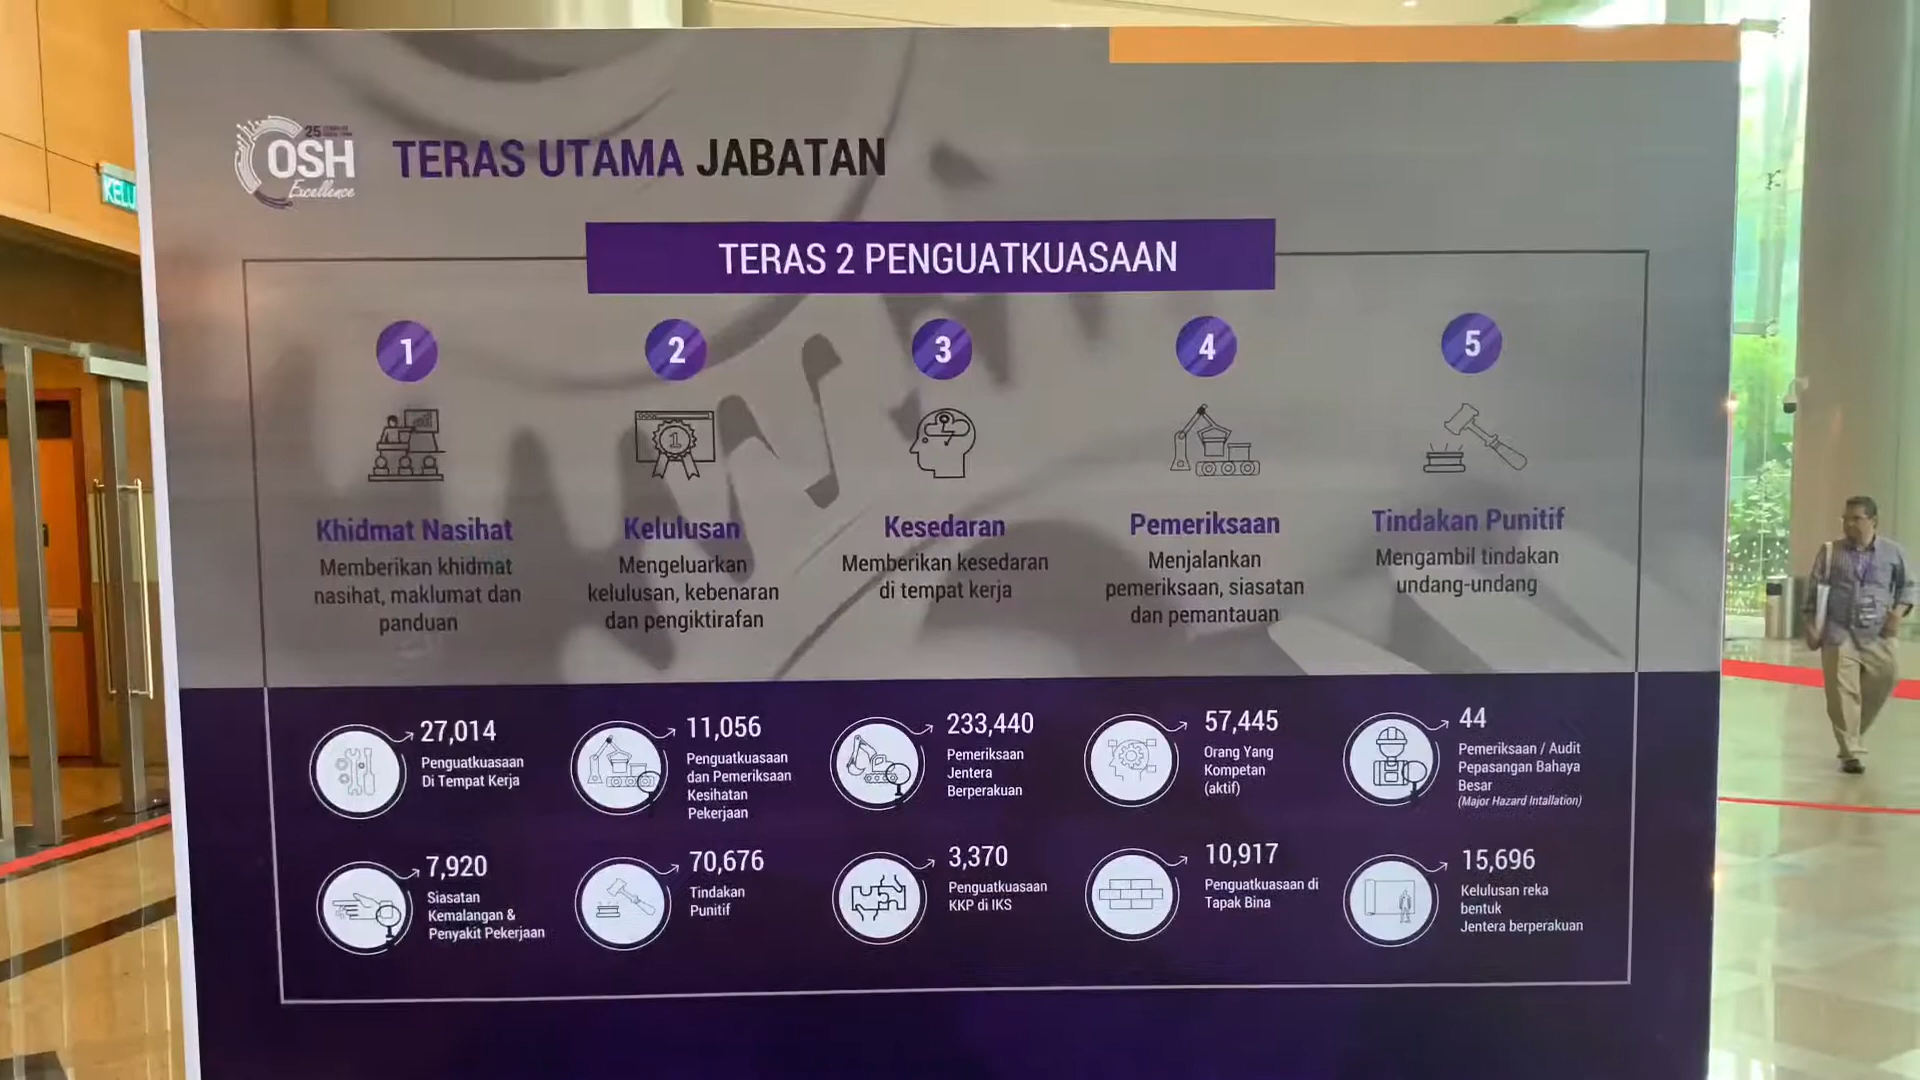 KELU
25
OSH
Excellence
TERAS UTAMA JABATAN
TERAS 2 PENGUATKUASAAN
1
Khidmat Nasihat
Memberikan khidmat
nasihat, maklumat dan
panduan
2
1
Kelulusan
Mengeluarkan
kelulusan, kebenaran
dan pengiktirafan
3
Kesedaran
Memberikan kesedaran
di tempat kerja
4
Pemeriksaan
Menjalankan
pemeriksaan, siasatan
dan pemantauan
5
Tindakan Punitif
Mengambil tindakan
undang-undang
27,014
Penguatkuasaan
Di Tempat Kerja
11,056
Penguatkuasaan
dan Pemeriksaan
Kesihatan
Pekerjaan
233,440
Pemeriksaan
Jentera
Berperakuan
57,445
Orang Yang
Kompetan
(aktif)
44
Pemeriksaan / Audit
Pepasangan Bahaya
Besar
(Major Hazard Intallation)
7,920
Siasatan
Kemalangan &
Penyakit Pekerjaan
70,676
Tindakan
Punitif
3,370
Penguatkuasaan
KKP di IKS
10,917
Penguatkuasaan di
Tapak Bina
15,696
Kelulusan reka
bentuk
Jentera berperakuan